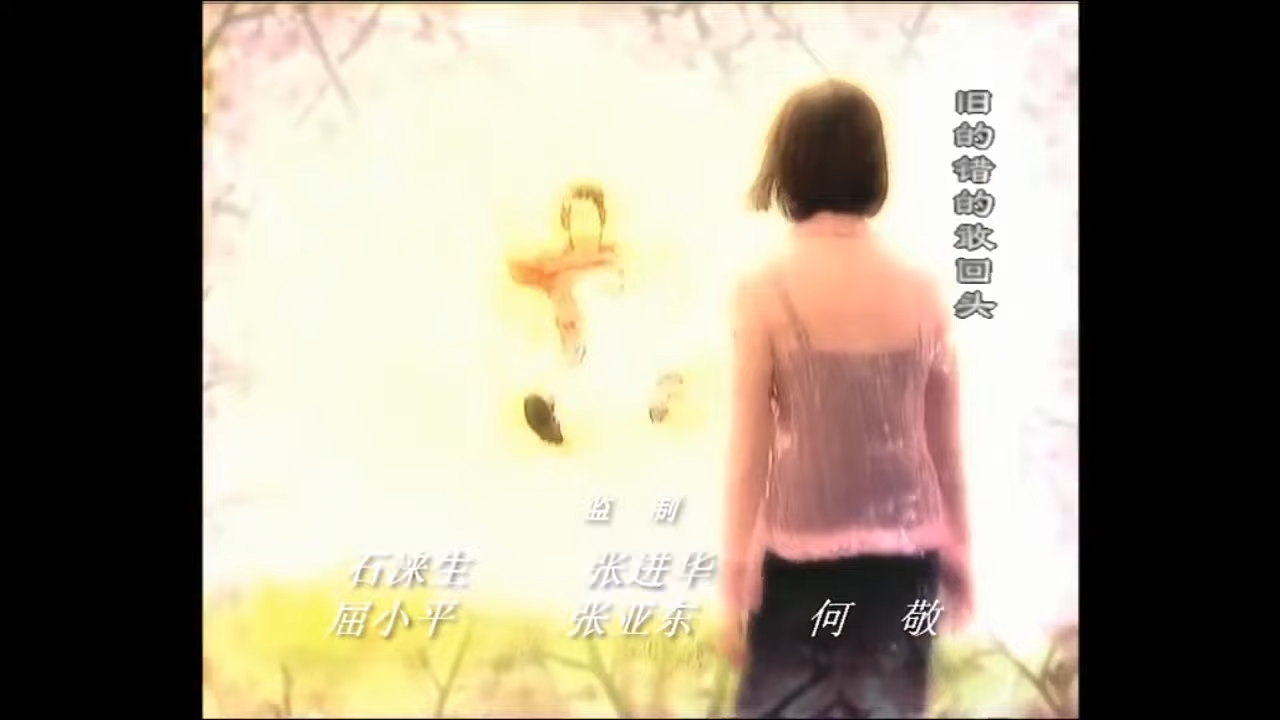 旧的错的敢回头
监 制
石涞生 张进华
屈小平 张亚东 何 敬